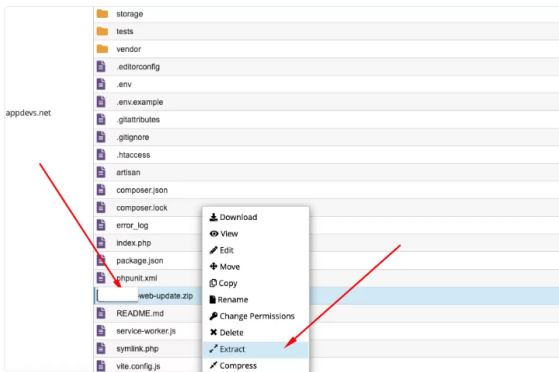 storage
tests
vendor
.editorconfig
.env
.env.example
appdevs.net
.gitattributes
.gitignore
.htaccess
artisan
composer.json
composer.lock
error_log
index.php
package.json
phpunit.xml
-web-update.zip
README.md
service-worker.js
symlink.php
vite.config.js
Download
View
Edit
Move
Copy
Rename
Change Permissions
Delete
Extract
Compress